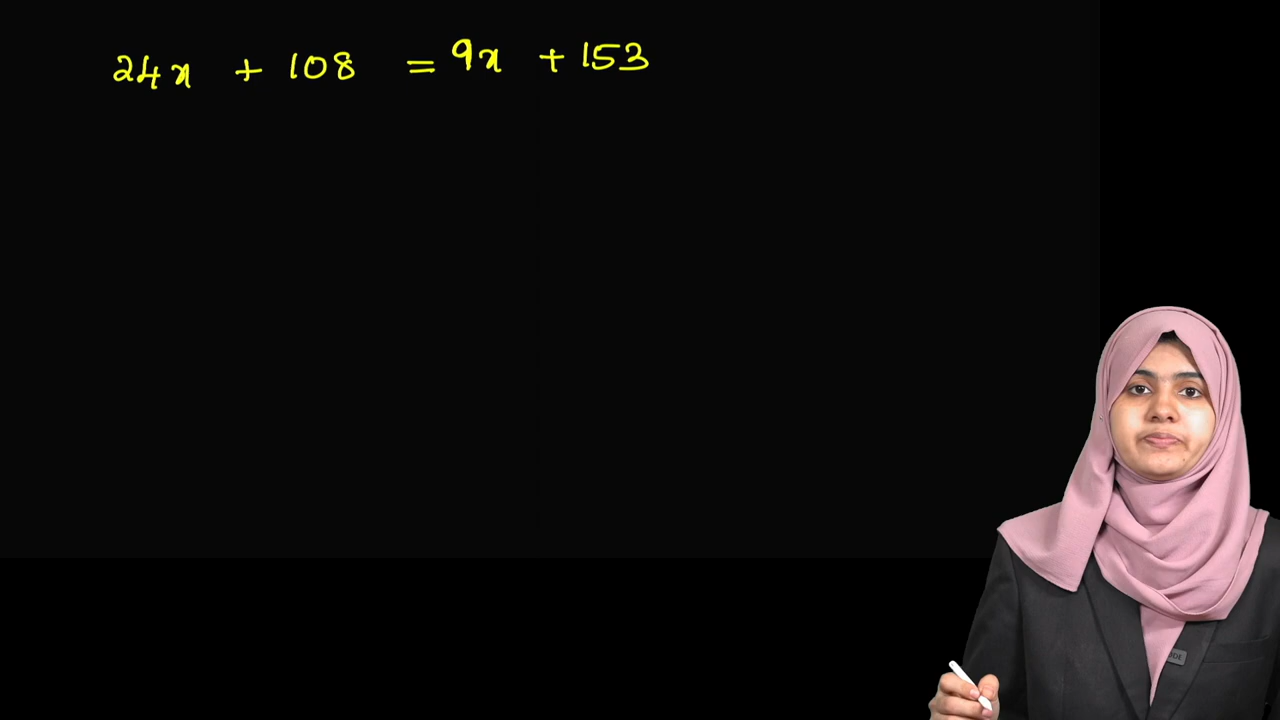 24x + 108 = 9x + 153